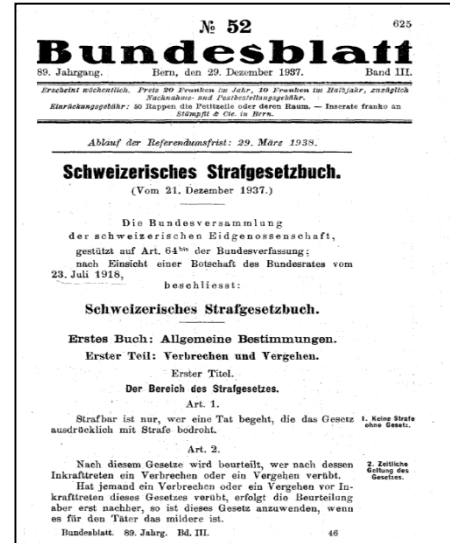 № 52
625
Bundesblatt
89. Jahrgang. Bern, den 29. Dezember 1937. Band III.
Erscheint wöchentlich. Preis 20 Franken im Jahr, 10 Franken im Halbjahr, zuzüglich
Nachnahme- und Postbestellungsgebühr.
Einrückungsgebühr: 50 Rappen die Petitzeile oder deren Raum. — Inserate franko an
Stämpfli & Cie. in Bern.
Ablauf der Referendumsfrist: 29. März 1938.
Schweizerisches Strafgesetzbuch.
(Vom 21. Dezember 1937.)
Die Bundesversammlung
der schweizerischen Eidgenossenschaft,
gestützt auf Art. 64bis der Bundesverfassung;
nach Einsicht einer Botschaft des Bundesrates vom
23. Juli 1918,
beschliesst:
Schweizerisches Strafgesetzbuch.
Erstes Buch: Allgemeine Bestimmungen.
Erster Teil: Verbrechen und Vergehen.
Erster Titel.
Der Bereich des Strafgesetzes.
Art. 1.
Strafbar ist nur, wer eine Tat begeht, die das Gesetz
ausdrücklich mit Strafe bedroht.
1. Keine Strafe
ohne Gesetz.
Art. 2.
Nach diesem Gesetze wird beurteilt, wer nach dessen
Inkrafttreten ein Verbrechen oder ein Vergehen verübt.
2. Zeitliche
Geltung des
Gesetzes.
Hat jemand ein Verbrechen oder ein Vergehen vor In-
krafttreten dieses Gesetzes verübt, erfolgt die Beurteilung
aber erst nachher, so ist dieses Gesetz anzuwenden, wenn
es für den Täter das mildere ist.
Bundesblatt. 89. Jahrg. Bd. III.
46